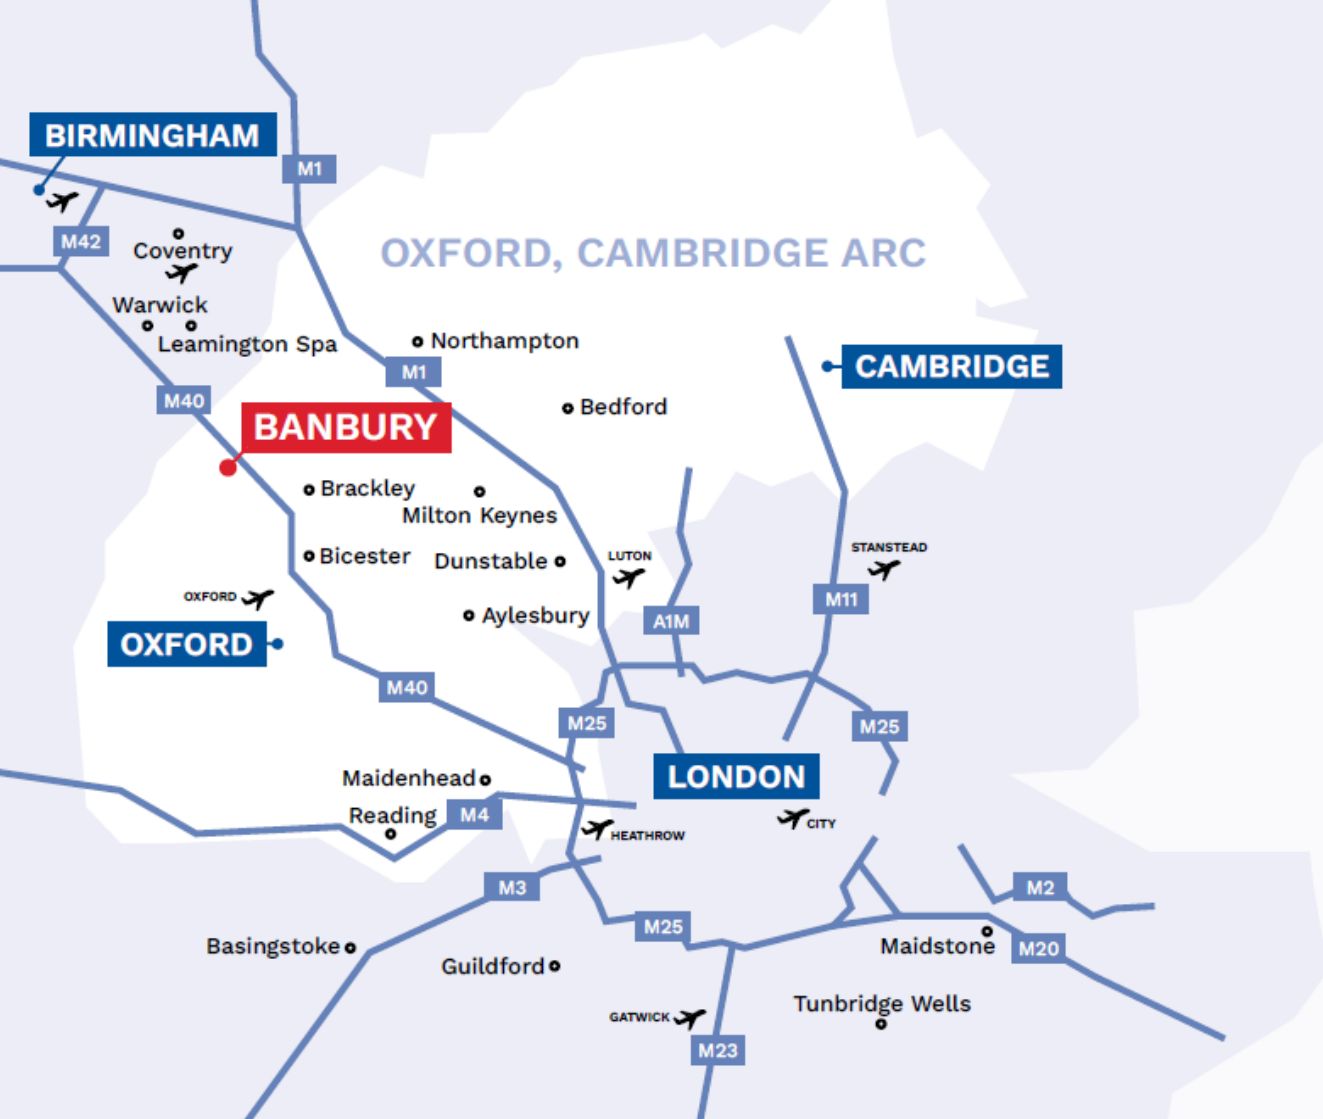 BIRMINGHAM
M1
M42
Coventry
OXFORD, CAMBRIDGE ARC
Warwick
Leamington Spa
Northampton
M1
CAMBRIDGE
M40
BANBURY
Bedford
Brackley
Milton Keynes
Bicester
Dunstable
LUTON
STANSTEAD
OXFORD
M11
Aylesbury
A1M
OXFORD
M40
M25
M25
Maidenhead
LONDON
Reading
M4
HEATHROW
CITY
M3
M2
M25
Basingstoke
Maidstone
M20
Guildford
Tunbridge Wells
GATWICK
M23